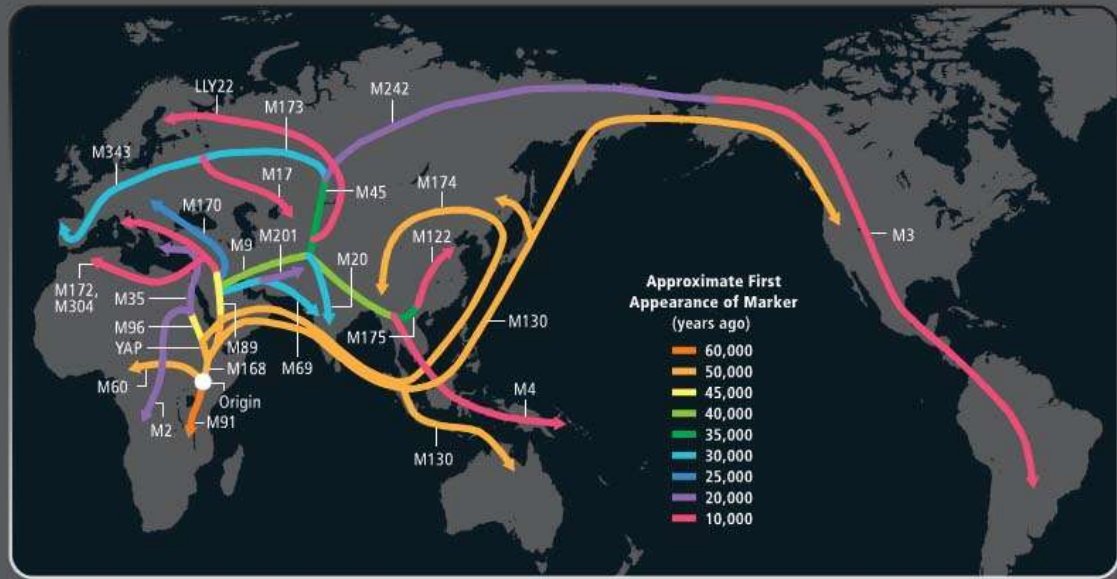 LLY22
M173
M242
M343
M17
M45
M174
M170
M9
M201
M122
M20
M3
M172,
M304
M35
M96
YAP
M89
M168
M69
M175
M130
M60
Origin
M4
M2
M91
M130
Approximate First
Appearance of Marker
(years ago)
60,000
50,000
45,000
40,000
35,000
30,000
25,000
20,000
10,000